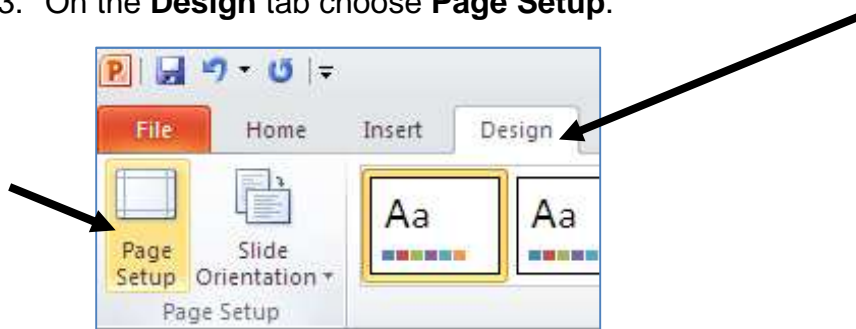 3. On the Design tab choose Page Setup.
File Home Insert Design
Aa Aa
Page Setup
Slide Orientation
Page Setup